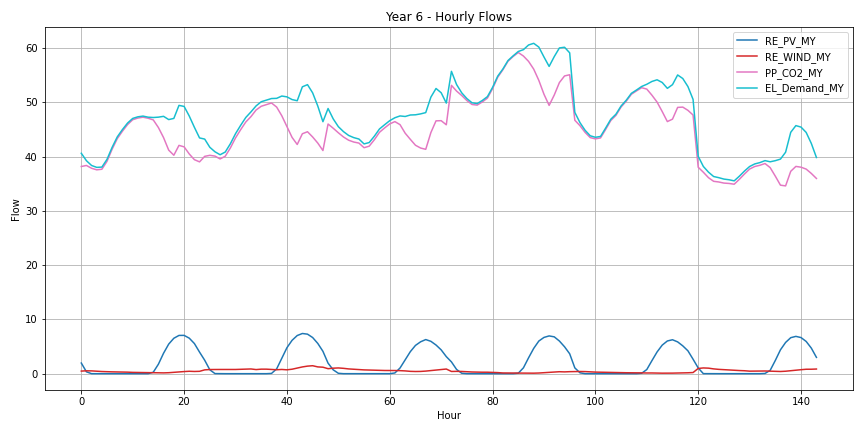 Year 6 - Hourly Flows
RE_PV_MY
RE_WIND_MY
PP_CO2_MY
EL_Demand_MY
60
50
40
30
20
10
0
Flow
0 20 40 60 80 100 120 140
Hour